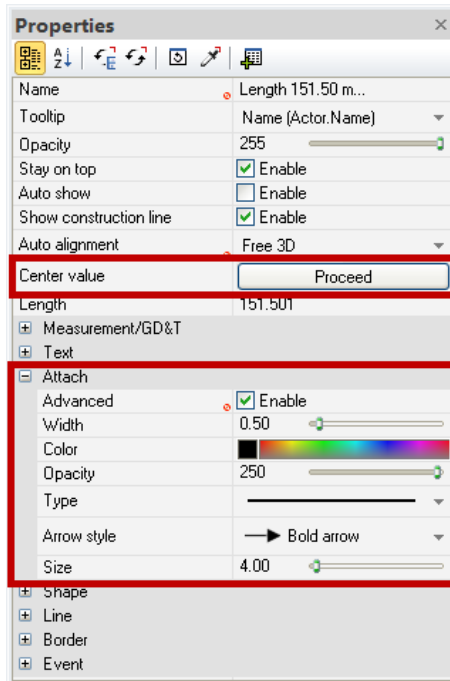 Properties
Name Length 151.50 m...
Tooltip Name (Actor.Name)
Opacity 255
Stay on top Enable
Auto show Enable
Show construction line Enable
Auto alignment Free 3D
Center value Proceed
Length 151.501
Measurement/GD&T
Text
Attach
Advanced Enable
Width 0.50
Color
Opacity 250
Type
Arrow style Bold arrow
Size 4.00
Shape
Line
Border
Event